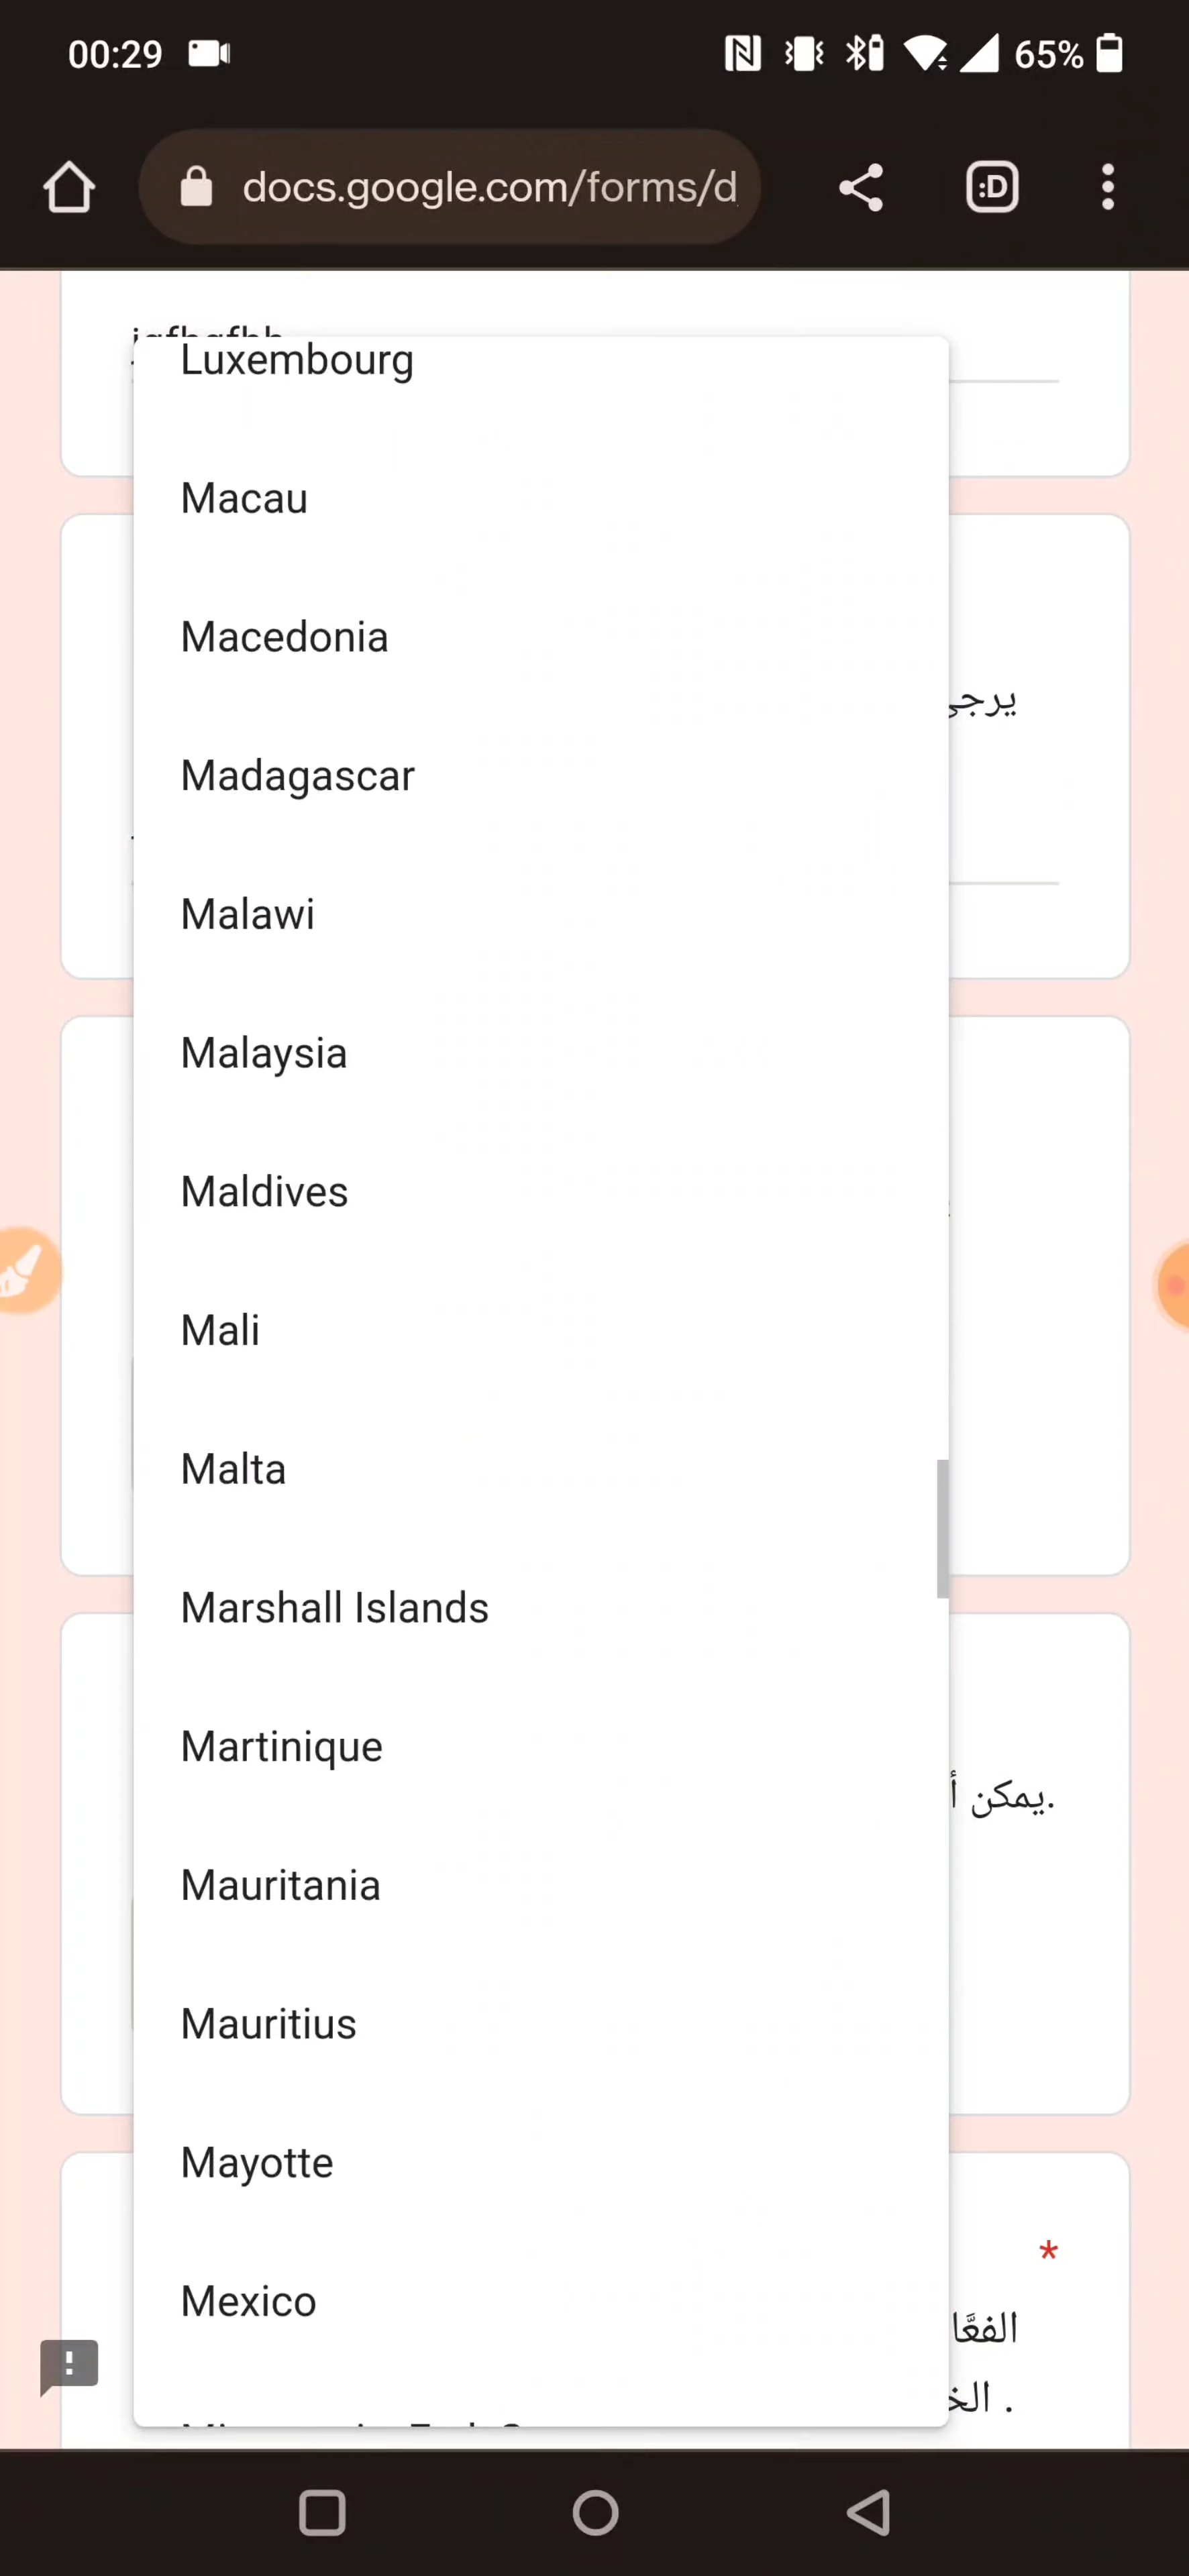 00:29
65%
docs.google.com/forms/d
:D
Luxembourg
Macau
Macedonia
يرجى
Madagascar
Malawi
Malaysia
Maldives
Mali
Malta
Marshall Islands
Martinique
يمكن أ.
Mauritania
Mauritius
Mayotte
*
Mexico
الفعَّا
الخ .